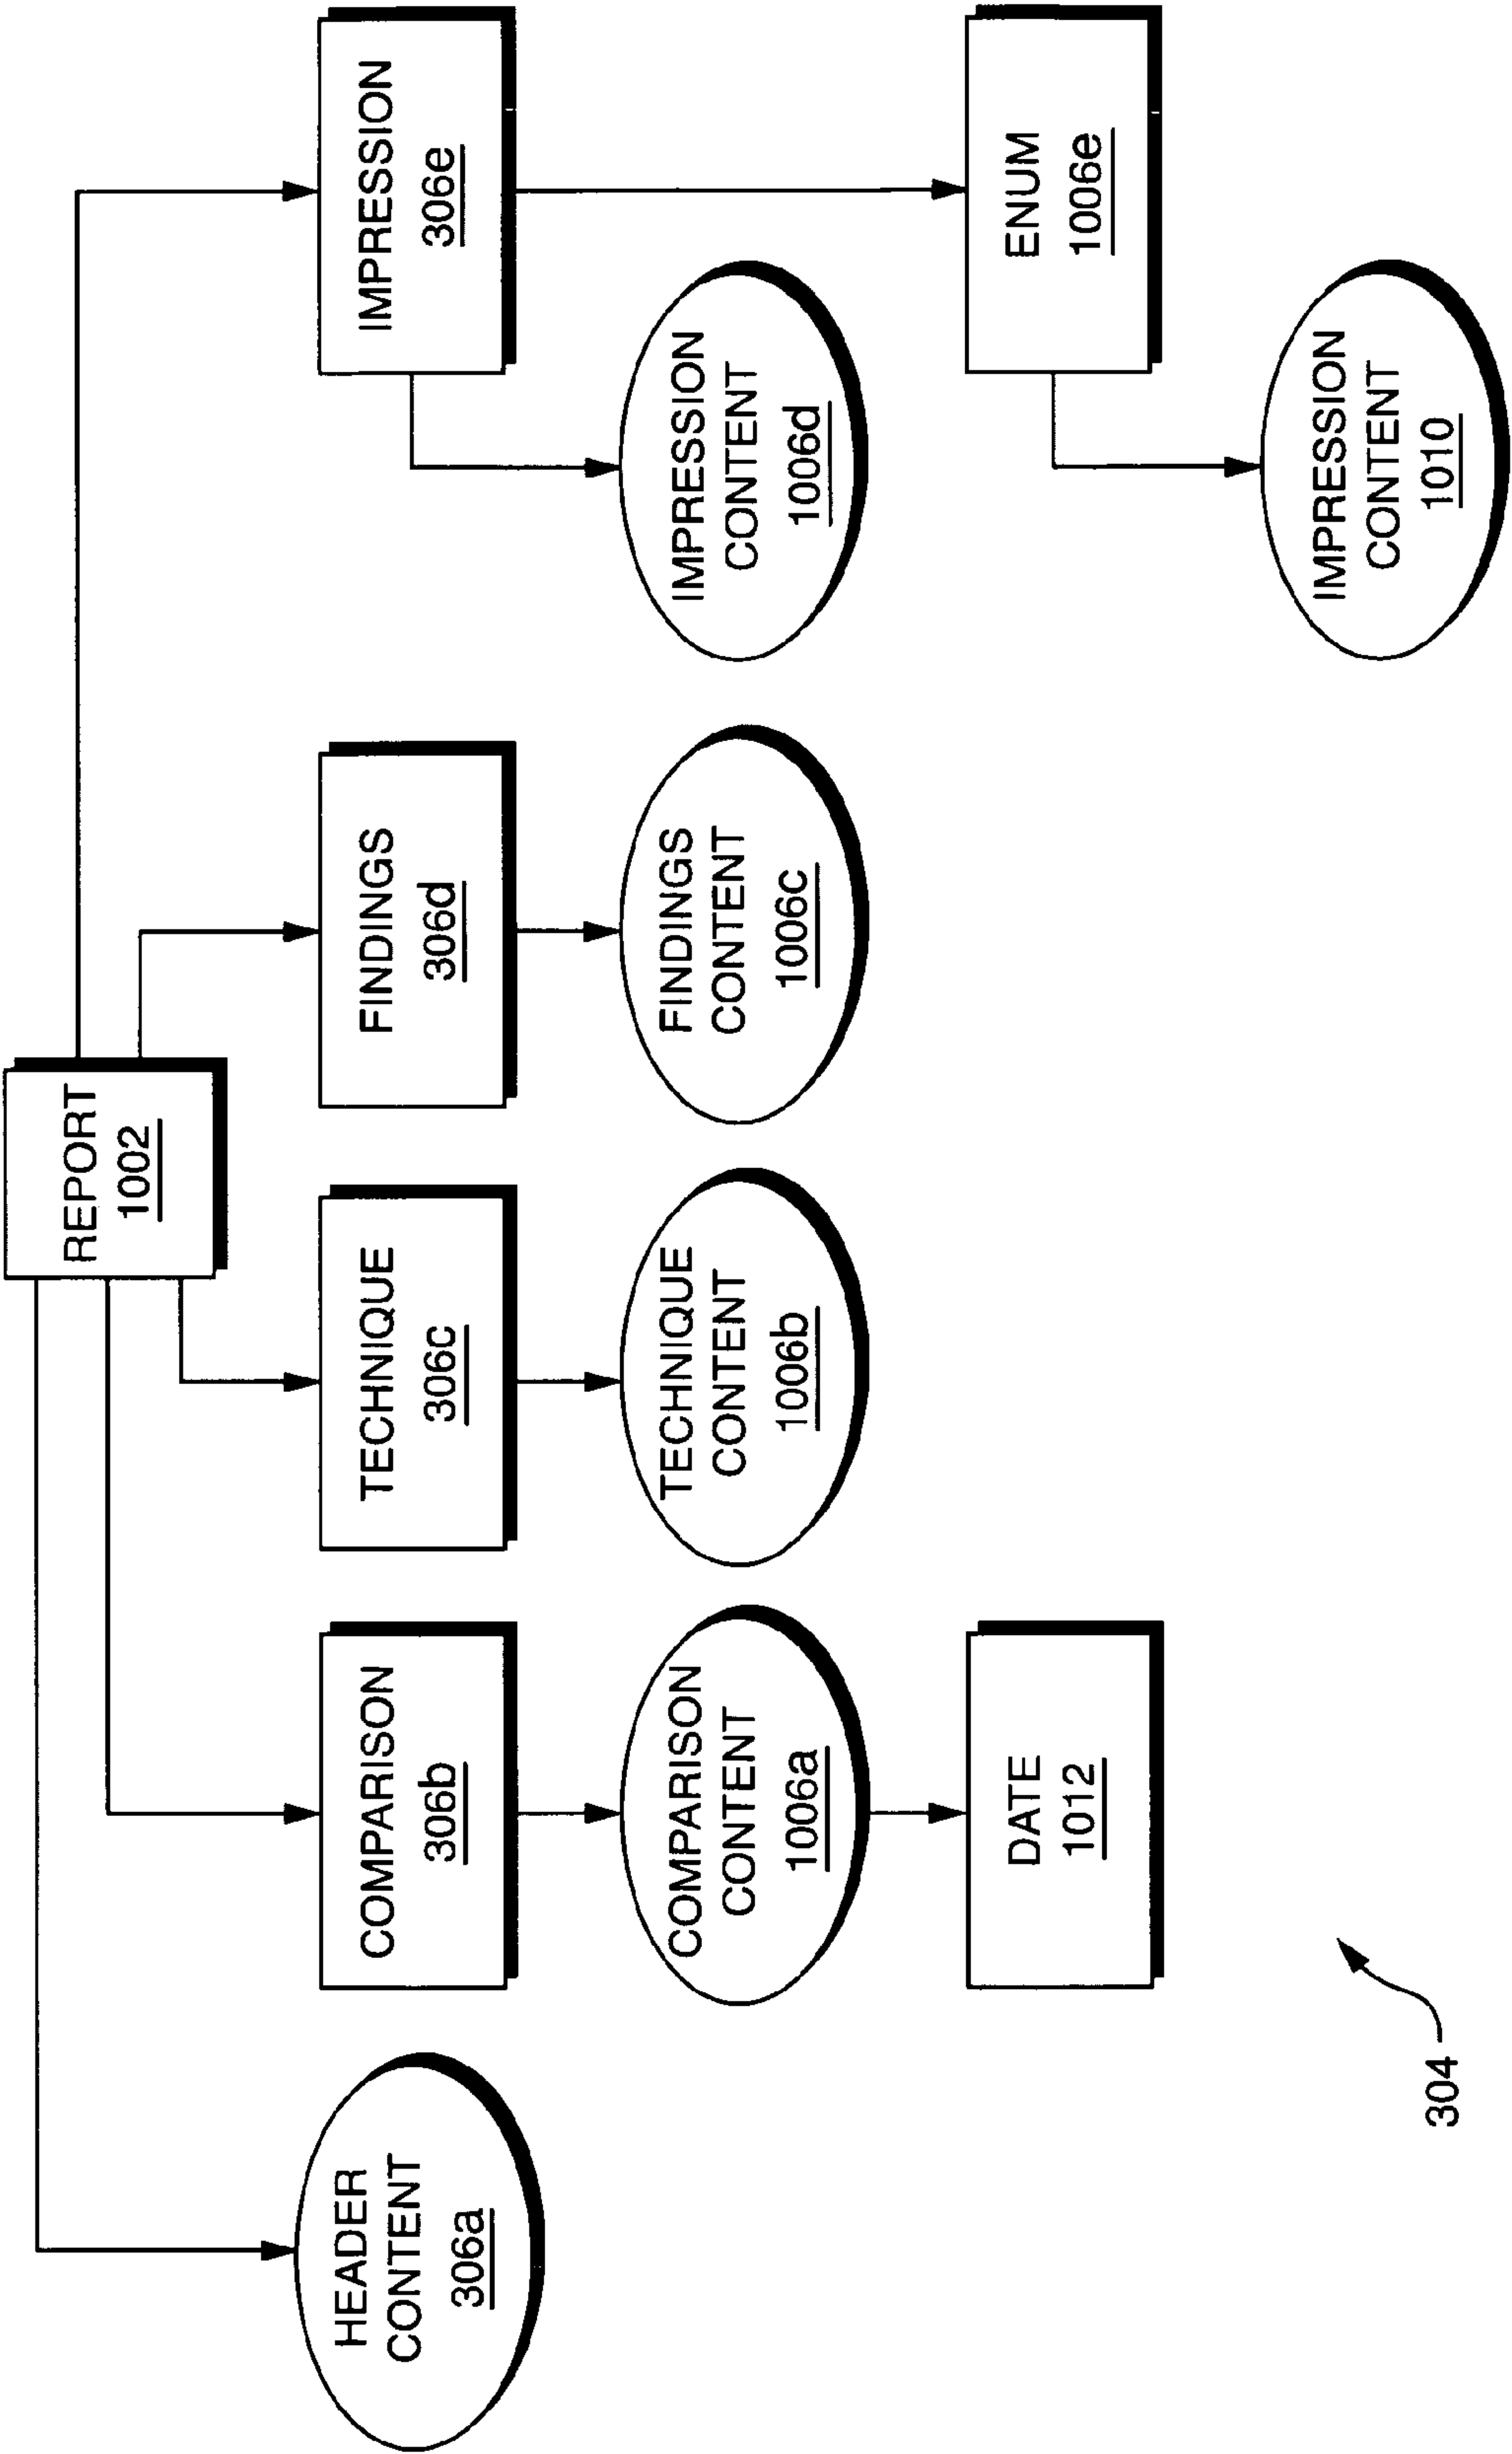 REPORT
1002
HEADER
CONTENT
306a
COMPARISON
306b
TECHNIQUE
306c
FINDINGS
306d
IMPRESSION
306e
COMPARISON
CONTENT
1006a
TECHNIQUE
CONTENT
1006b
FINDINGS
CONTENT
1006c
IMPRESSION
CONTENT
1006d
DATE
1012
ENUM
1006e
IMPRESSION
CONTENT
1010
304